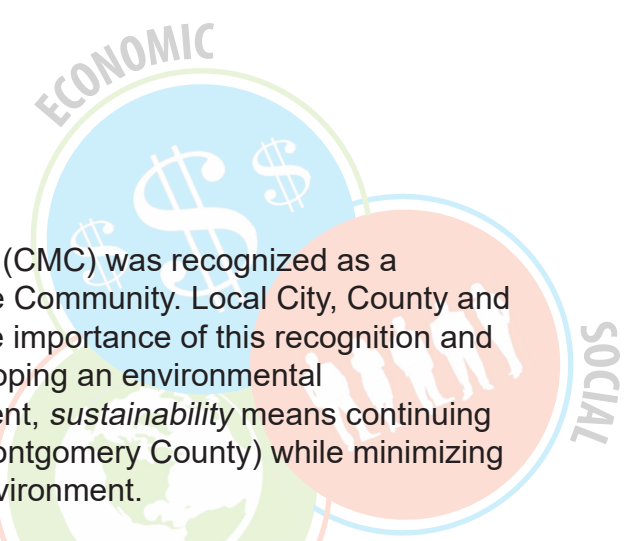 ECONOMIC
$ $ $
(CMC) was recognized as a
Community. Local City, County and
importance of this recognition and
oping an environmental
ent, sustainability means continuing
ontgomery County) while minimizing
vironment.
SOCIAL